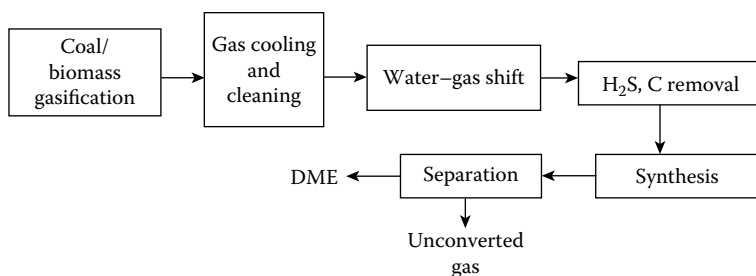 Coal/
biomass
gasification
Gas cooling
and
cleaning
Water–gas shift
H₂S, C removal
DME
Separation
Synthesis
Unconverted
gas